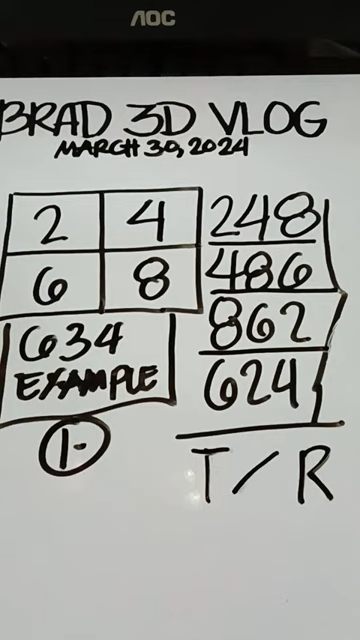 AOC
BRAD 3D VLOG
MARCH 30, 2024
2 4
6 8
248
486
862
624
634
EXAMPLE
1-
T/R